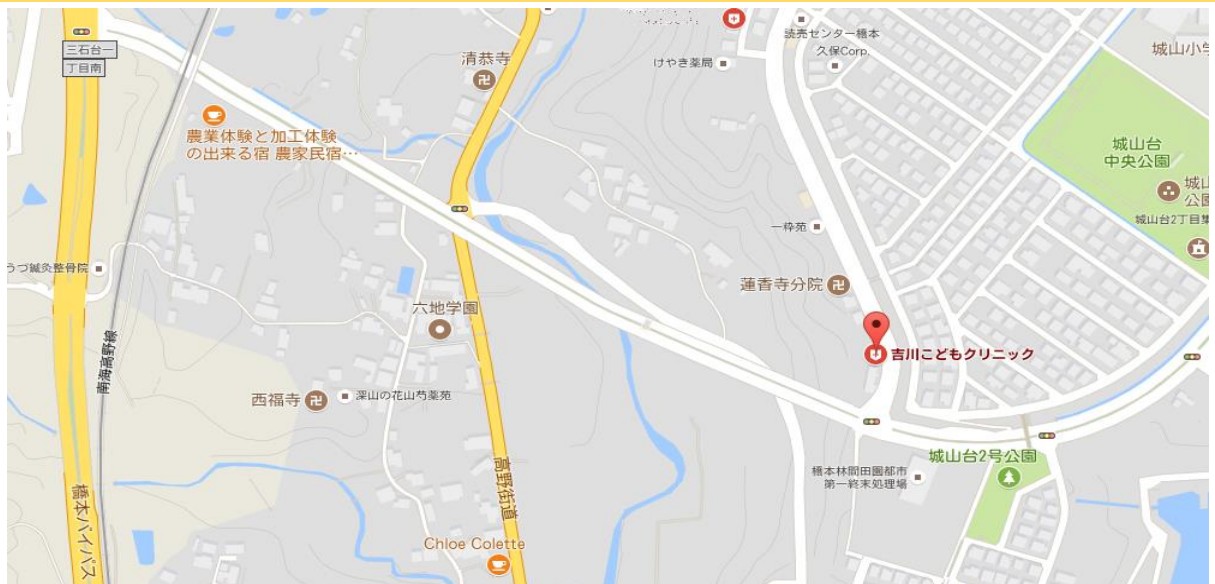 三石台一
丁目南
清恭寺
農業体験と加工体験
の出来る宿 農家民宿…
けやき薬局
読売センター橋本
久保Corp.
城山小学
城山台
中央公園
城山
公園
城山台2丁目集
一粋苑
うづ鍼灸整骨院
蓮香寺分院
六地学園
南海高野線
吉川こどもクリニック
西福寺
深山の花山芍薬苑
城山台2号公園
橋本林間田園都市
第一終末処理場
高野街道
橋本バイパス
Chloe Colette